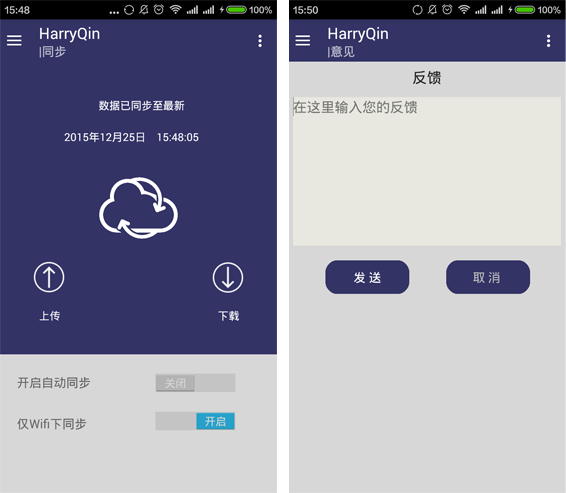 15:48
100%
HarryQin
|同步
数据已同步至最新
2015年12月25日 15:48:05
上传
下载
开启自动同步
关闭
仅Wifi下同步
开启
15:50
100%
HarryQin
|意见
反馈
在这里输入您的反馈
发送
取消